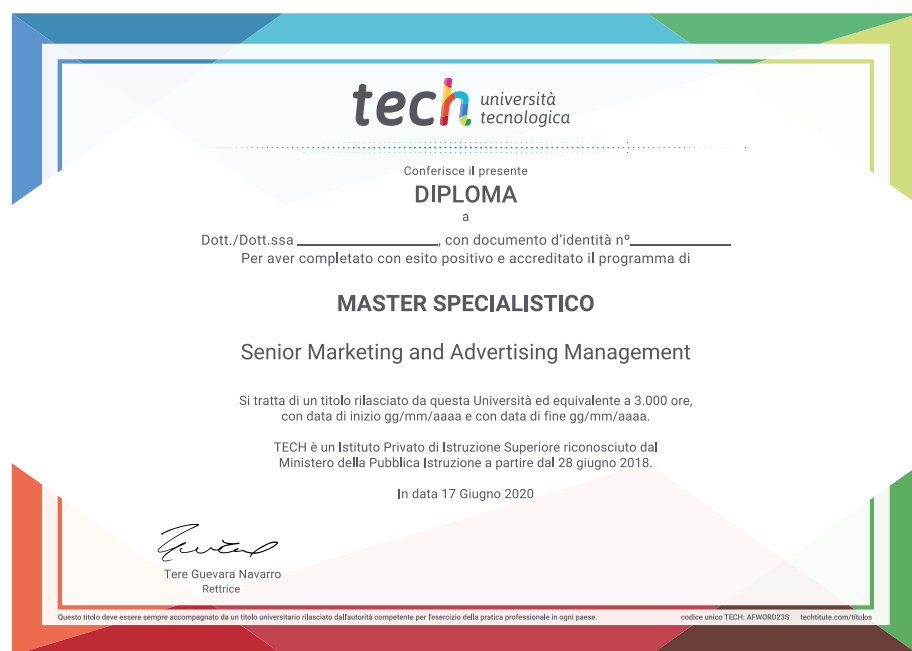 tech università
tecnologica
Conferisce il presente
DIPLOMA
a
Dott./Dott.ssa ____________________, con documento d'identità nº______________
Per aver completato con esito positivo e accreditato il programma di
MASTER SPECIALISTICO
Senior Marketing and Advertising Management
Si tratta di un titolo rilasciato da questa Università ed equivalente a 3.000 ore,
con data di inizio gg/mm/aaaa e con data di fine gg/mm/aaaa.
TECH è un Istituto Privato di Istruzione Superiore riconosciuto dal
Ministero della Pubblica Istruzione a partire dal 28 giugno 2018.
In data 17 Giugno 2020
Tere Guevara Navarro
Rettrice
Questo titolo deve essere sempre accompagnato da un titolo universitario rilasciato dall'autorità competente per l'esercizio della pratica professionale in ogni paese. codice unico TECH: AFWORD23S techtitute.com/titulos